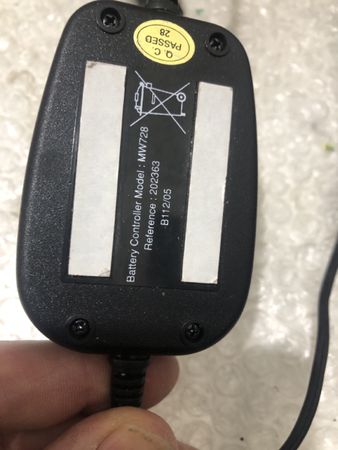 Q.C.
PASSED
28
Battery Controller Model : MW728
Reference : 202363
B112/05